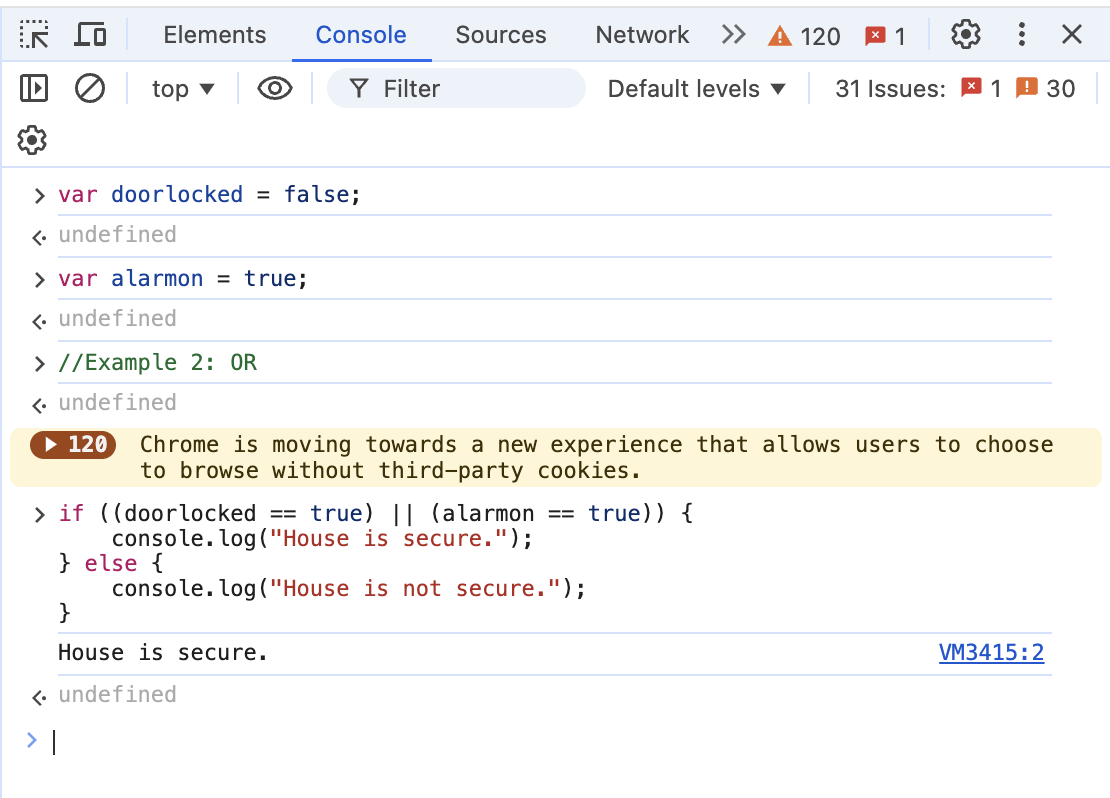 Elements Console Sources Network 120 1
top Filter Default levels 31 Issues: 1 30
var doorlocked = false;
undefined
var alarmon = true;
undefined
//Example 2: OR
undefined
120 Chrome is moving towards a new experience that allows users to choose
to browse without third-party cookies.
if ((doorlocked == true) || (alarmon == true)) {
    console.log("House is secure.");
} else {
    console.log("House is not secure.");
}
House is secure. VM3415:2
undefined